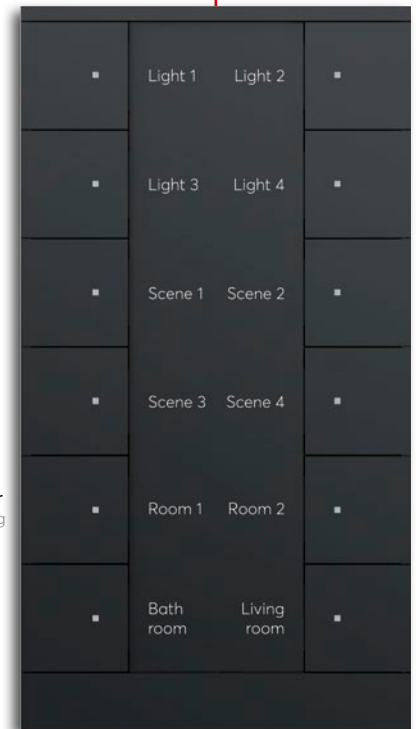 Light 1 Light 2
Light 3 Light 4
Scene 1 Scene 2
Scene 3 Scene 4
Room 1 Room 2
Bath Living
room room